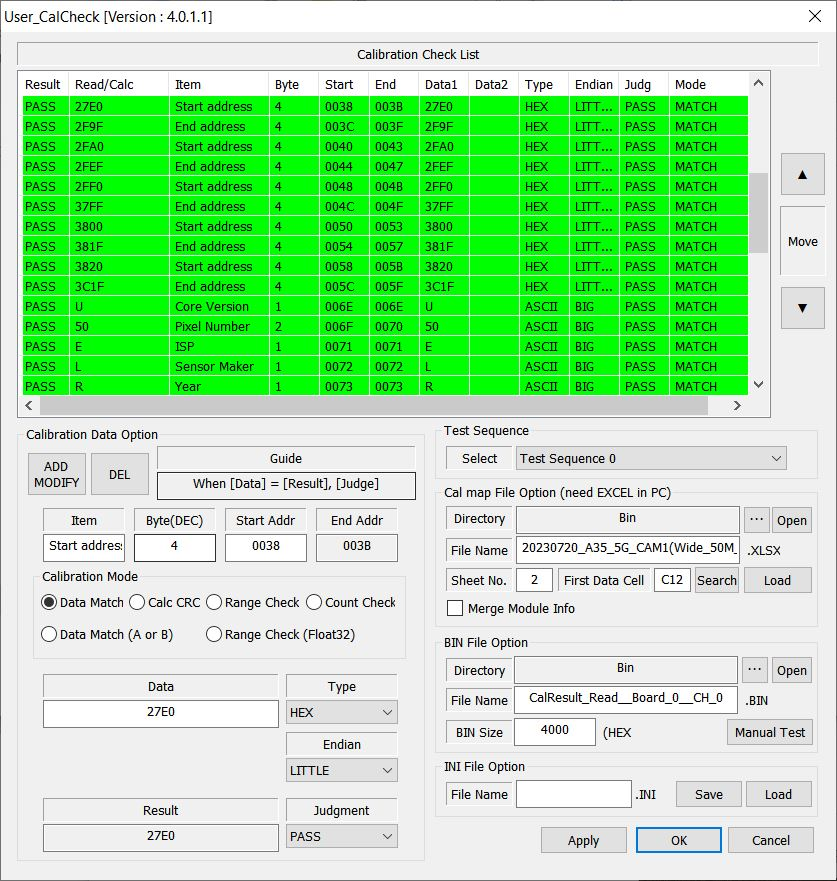 User_CalCheck [Version : 4.0.1.1]
Calibration Check List
Result Read/Calc Item Byte Start End Data1 Data2 Type Endian Judg Mode
PASS 27E0 Start address 4 0038 003B 27E0 HEX LITT... PASS MATCH
PASS 2F9F End address 4 003C 003F 2F9F HEX LITT... PASS MATCH
PASS 2FA0 Start address 4 0040 0043 2FA0 HEX LITT... PASS MATCH
PASS 2FEF End address 4 0044 0047 2FEF HEX LITT... PASS MATCH
PASS 2FF0 Start address 4 0048 004B 2FF0 HEX LITT... PASS MATCH
PASS 37FF End address 4 004C 004F 37FF HEX LITT... PASS MATCH
PASS 3800 Start address 4 0050 0053 3800 HEX LITT... PASS MATCH
PASS 381F End address 4 0054 0057 381F HEX LITT... PASS MATCH
PASS 3820 Start address 4 0058 005B 3820 HEX LITT... PASS MATCH
PASS 3C1F End address 4 005C 005F 3C1F HEX LITT... PASS MATCH
PASS U Core Version 1 006E 006E U ASCII BIG PASS MATCH
PASS 50 Pixel Number 2 006F 0070 50 ASCII BIG PASS MATCH
PASS E ISP 1 0071 0071 E ASCII BIG PASS MATCH
PASS L Sensor Maker 1 0072 0072 L ASCII BIG PASS MATCH
PASS R Year 1 0073 0073 R ASCII BIG PASS MATCH
▲
Move
▼
Calibration Data Option
ADD
MODIFY
DEL
Guide
When [Data] = [Result], [Judge]
Item Byte(DEC) Start Addr End Addr
Start address 4 0038 003B
Calibration Mode
Data Match Calc CRC Range Check Count Check
Data Match (A or B) Range Check (Float32)
Data Type
27E0 HEX
Endian
LITTLE
Result Judgment
27E0 PASS
Test Sequence
Select Test Sequence 0
Cal map File Option (need EXCEL in PC)
Directory Bin ... Open
File Name 20230720_A35_5G_CAM1(Wide_50M_ .XLSX
Sheet No. 2 First Data Cell C12 Search Load
Merge Module Info
BIN File Option
Directory Bin ... Open
File Name CalResult_Read__Board_0__CH_0 .BIN
BIN Size 4000 (HEX Manual Test
INI File Option
File Name .INI Save Load
Apply OK Cancel